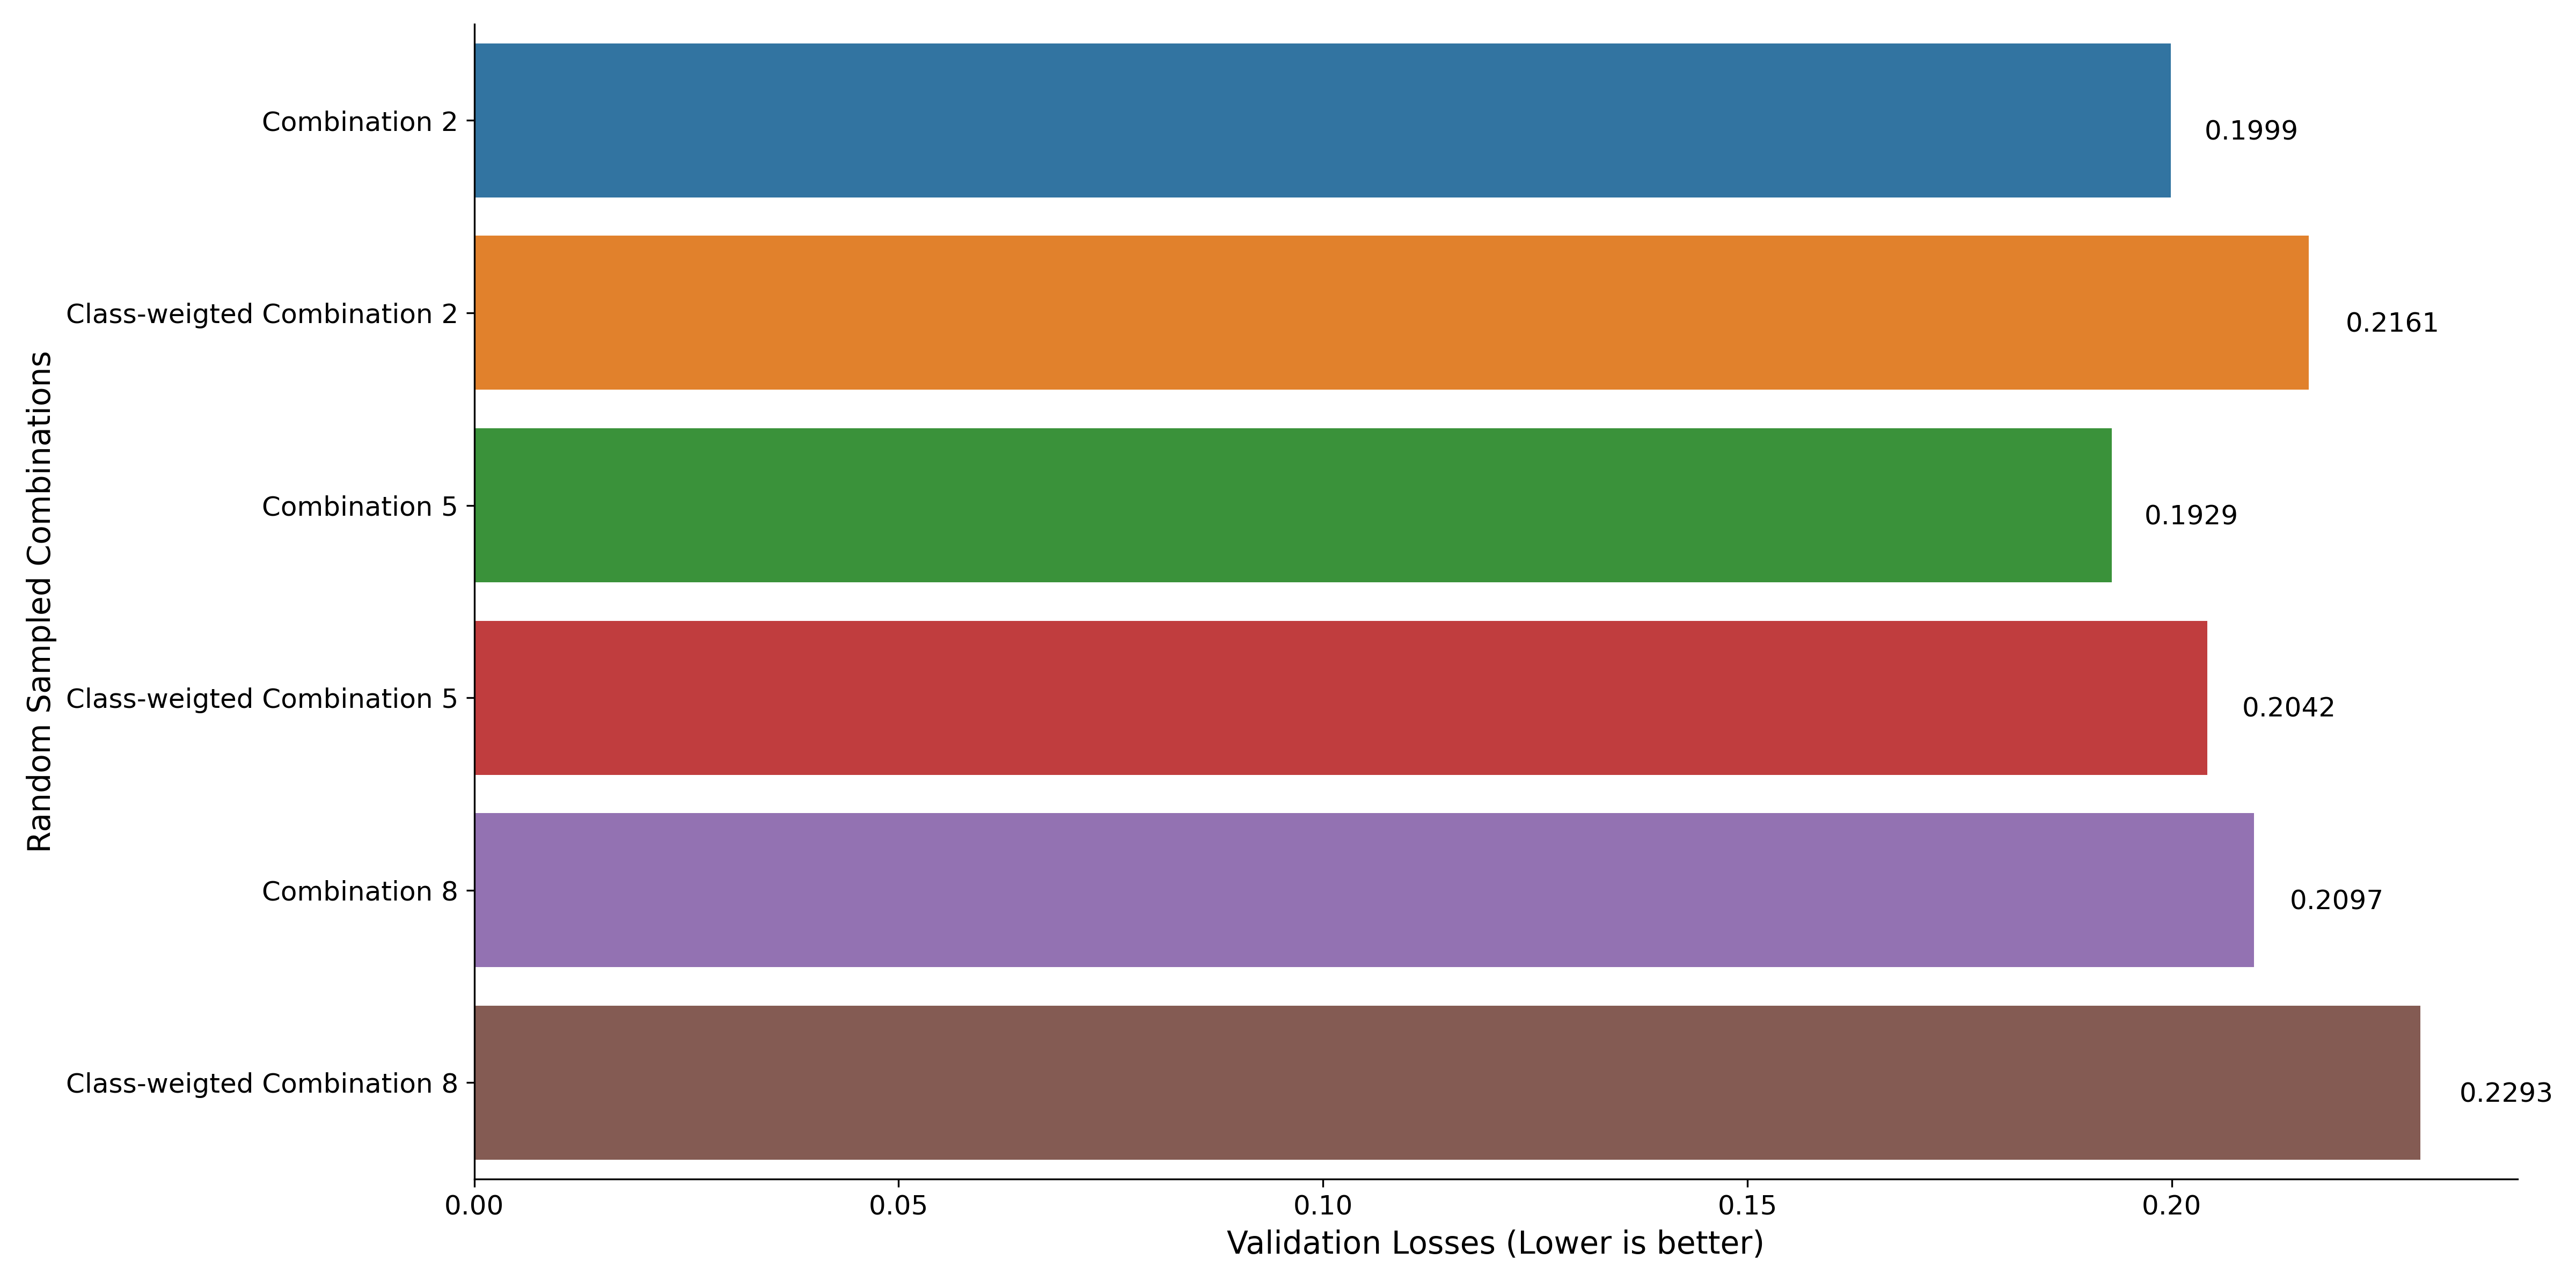 Random Sampled Combinations
Combination 2
0.1999
Class-weigted Combination 2
0.2161
Combination 5
0.1929
Class-weigted Combination 5
0.2042
Combination 8
0.2097
Class-weigted Combination 8
0.2293
0.00 0.05 0.10 0.15 0.20
Validation Losses (Lower is better)